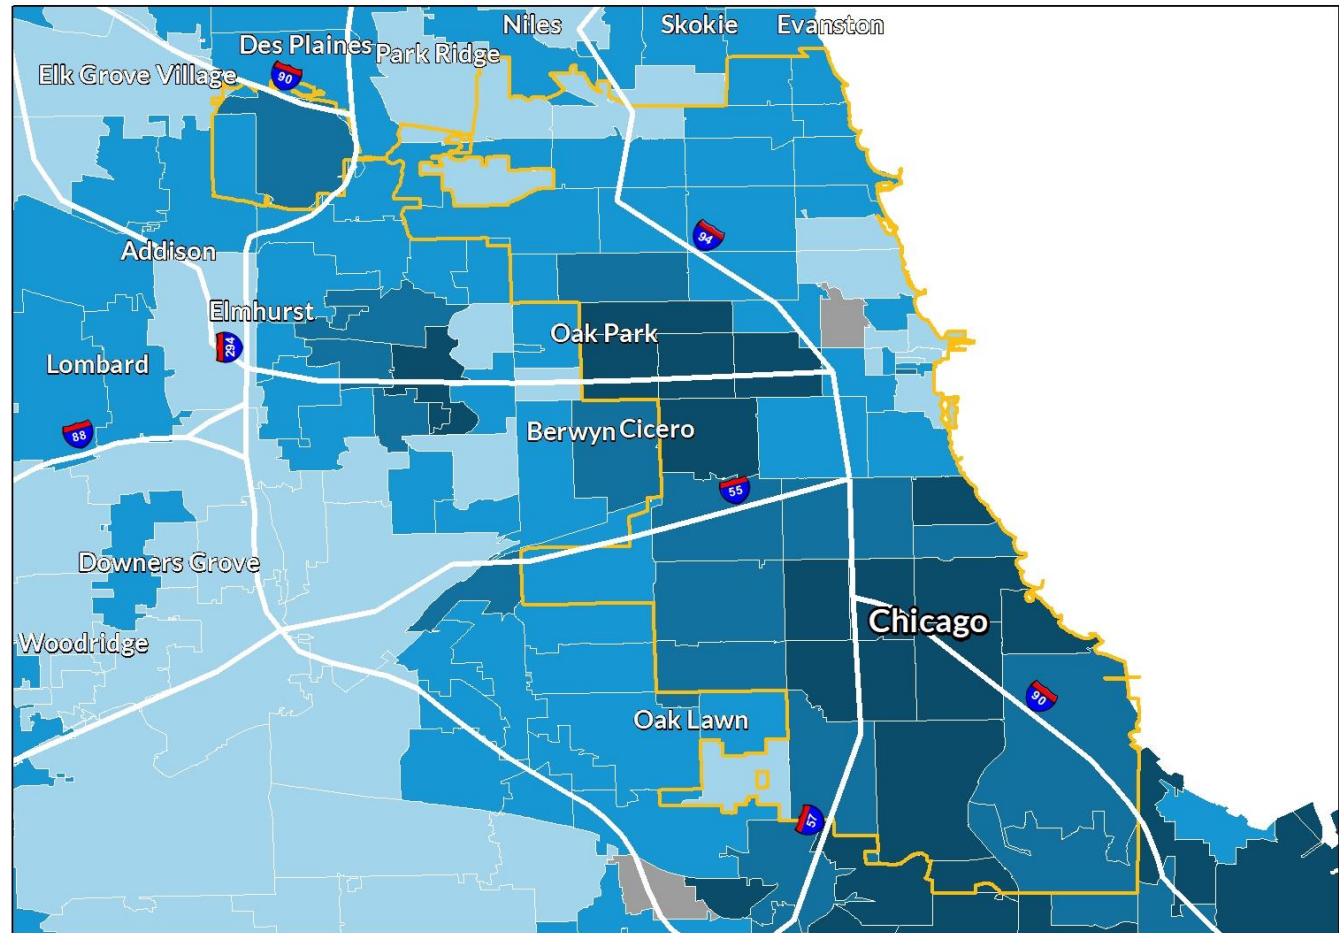 Niles
Skokie
Evanston
Des Plaines
Park Ridge
Elk Grove Village
90
94
Addison
Elmhurst
Oak Park
294
Lombard
88
Berwyn
Cicero
55
Downers Grove
Chicago
Woodridge
90
Oak Lawn
57